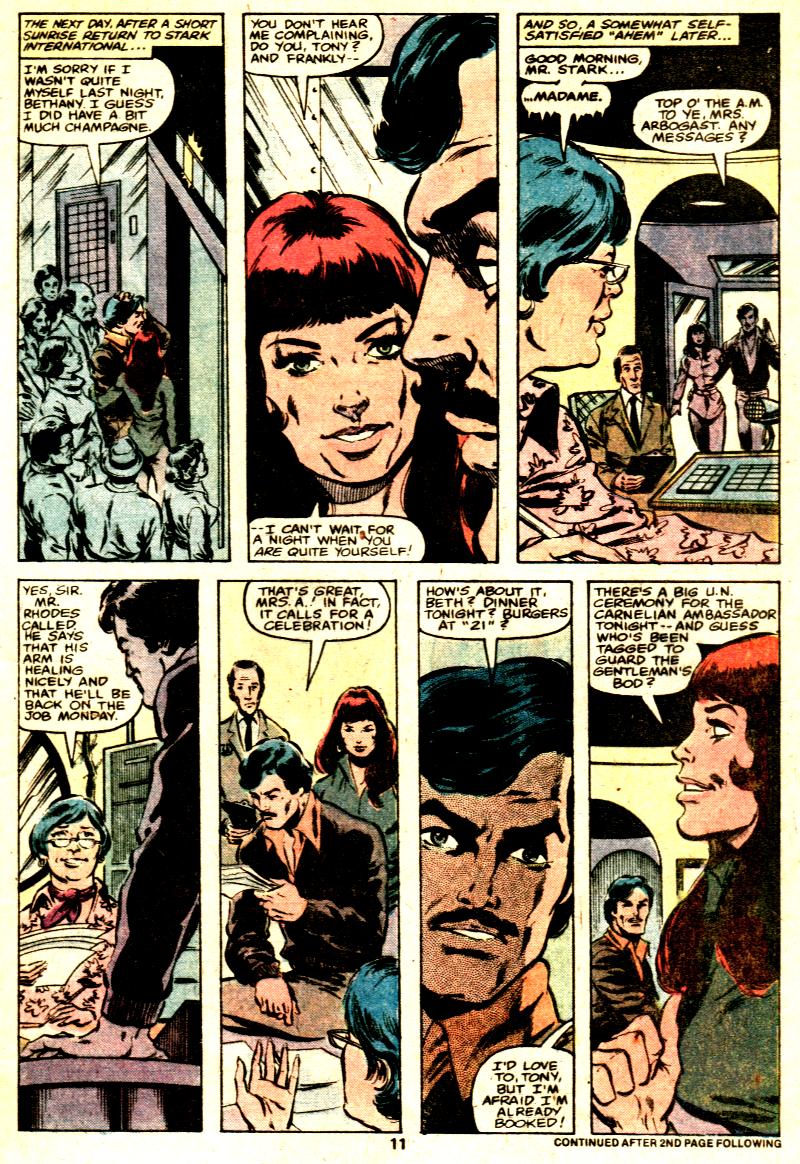 THE NEXT DAY, AFTER A SHORT
SUNRISE RETURN TO STARK
INTERNATIONAL...
I'M SORRY IF I
WASN'T QUITE
MYSELF LAST NIGHT,
BETHANY. I GUESS
I DID HAVE A BIT
MUCH CHAMPAGNE.
YOU DON'T HEAR
ME COMPLAINING,
DO YOU, TONY?
AND FRANKLY--
--I CAN'T WAIT FOR
A NIGHT WHEN YOU
ARE QUITE YOURSELF!
AND SO, A SOMEWHAT SELF-
SATISFIED "AHEM" LATER...
GOOD MORNING,
MR. STARK...
...MADAME.
TOP O' THE A.M.
TO YE, MRS.
ARBOGAST. ANY
MESSAGES?
YES, SIR.
MR.
RHODES
CALLED.
HE SAYS
THAT HIS
ARM IS
HEALING
NICELY AND
THAT HE'LL BE
BACK ON THE
JOB MONDAY.
THAT'S GREAT,
MRS. A.! IN FACT,
IT CALLS FOR A
CELEBRATION!
HOW'S ABOUT IT,
BETH? DINNER
TONIGHT? BURGERS
AT "21"?
I'D LOVE
TO, TONY,
BUT I'M
AFRAID I'M
ALREADY
BOOKED!
THERE'S A BIG U.N.
CEREMONY FOR THE
CARNELIAN AMBASSADOR
TONIGHT--AND GUESS
WHO'S BEEN
TAGGED TO
GUARD THE
GENTLEMAN'S
BOD?
11
CONTINUED AFTER 2ND PAGE FOLLOWING